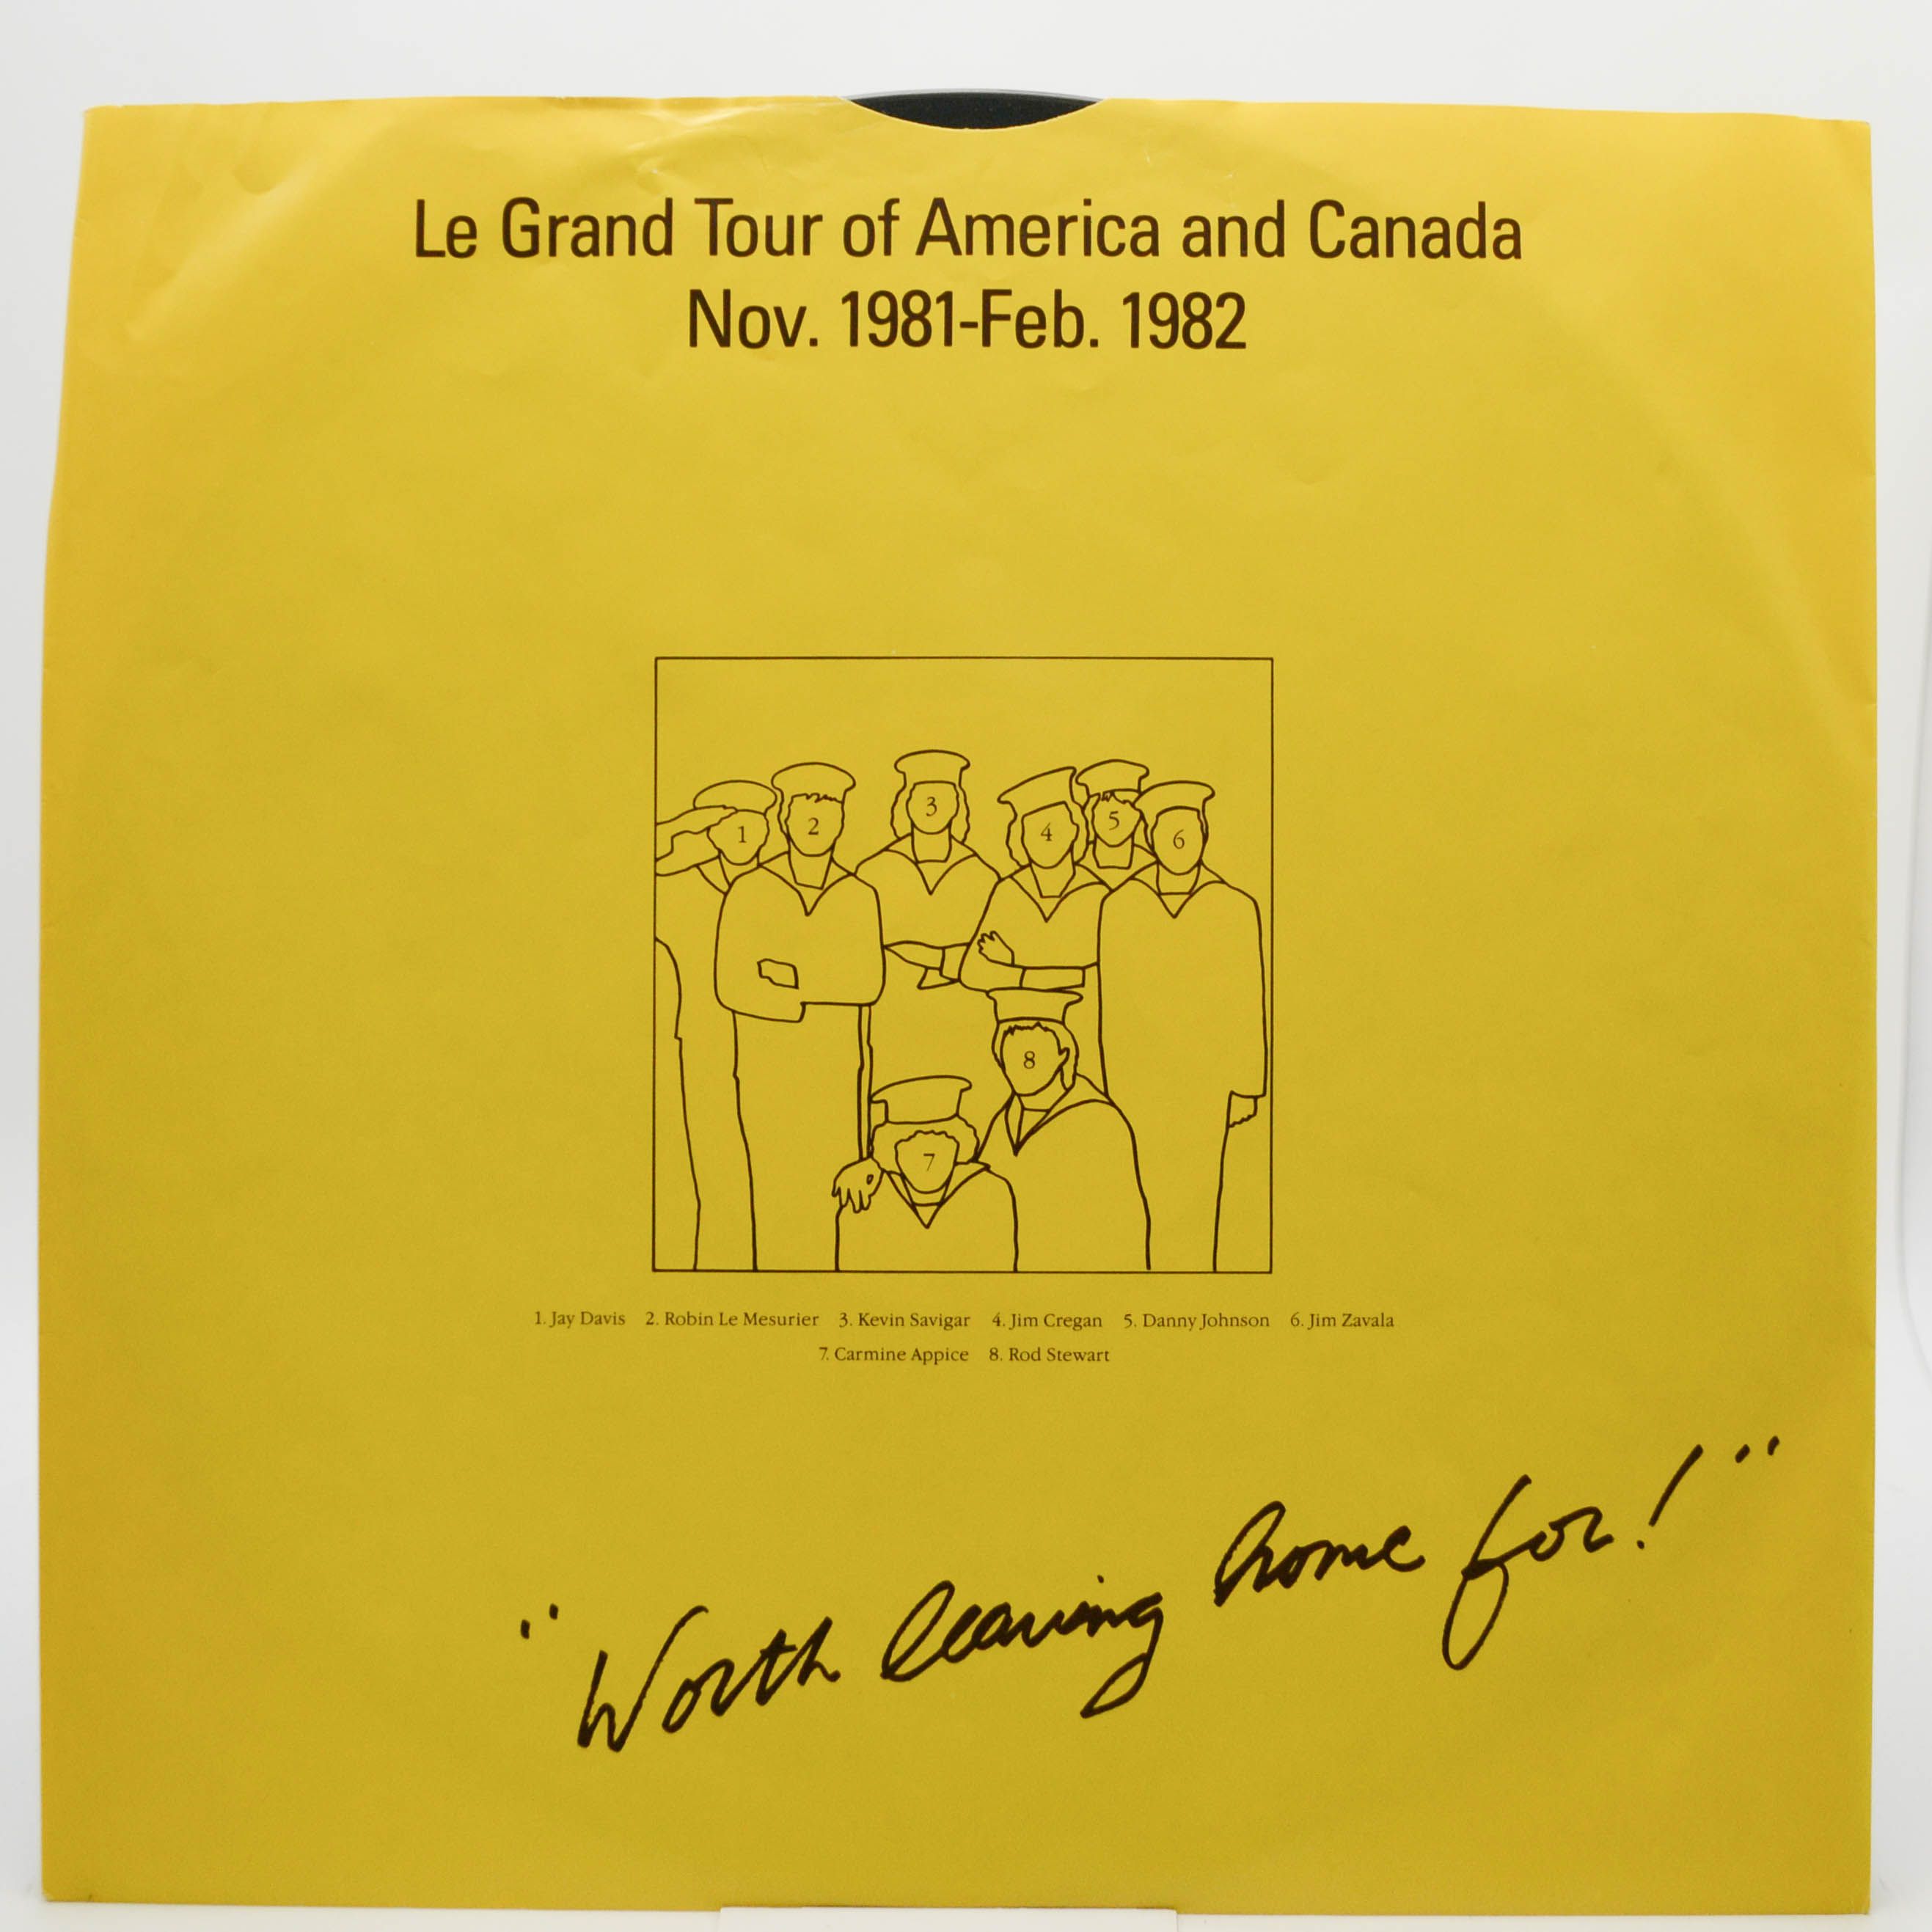 Le Grand Tour of America and Canada
Nov. 1981-Feb. 1982
3
2
1
4
5
6
8
7
1. Jay Davis 2. Robin Le Mesurier 3. Kevin Savigar 4. Jim Cregan 5. Danny Johnson 6. Jim Zavala
7. Carmine Appice 8. Rod Stewart
"Worth leaving home for!"